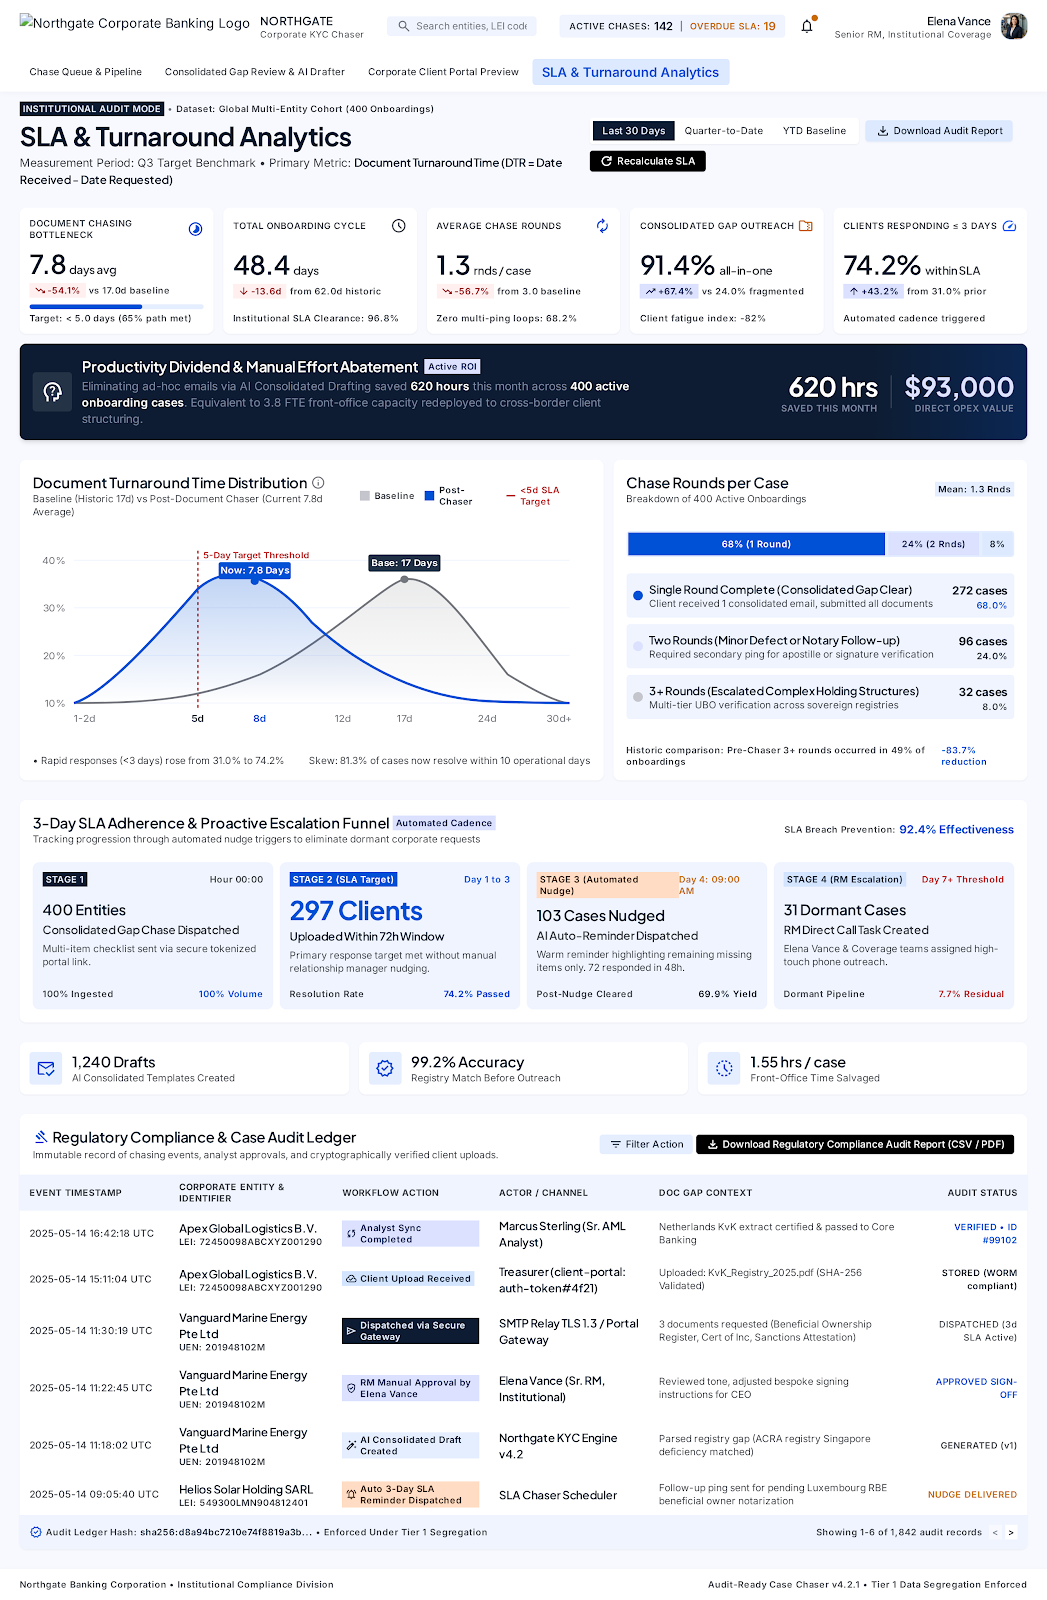 Northgate Corporate Banking Logo
NORTHGATE
Corporate KYC Chaser
Search entities, LEI code
ACTIVE CHASES: 142 | OVERDUE SLA: 19
Elena Vance
Senior RM, Institutional Coverage
Chase Queue & Pipeline
Consolidated Gap Review & AI Drafter
Corporate Client Portal Preview
SLA & Turnaround Analytics
INSTITUTIONAL AUDIT MODE • Dataset: Global Multi-Entity Cohort (400 Onboardings)
SLA & Turnaround Analytics
Measurement Period: Q3 Target Benchmark • Primary Metric: Document Turnaround Time (DTR = Date
Received - Date Requested)
Last 30 Days
Quarter-to-Date
YTD Baseline
Download Audit Report
Recalculate SLA
DOCUMENT CHASING
BOTTLENECK
7.8 days avg
-54.1% vs 17.0d baseline
Target: < 5.0 days (65% path met)
TOTAL ONBOARDING CYCLE
48.4 days
-13.6d from 62.0d historic
Institutional SLA Clearance: 96.8%
AVERAGE CHASE ROUNDS
1.3 rnds / case
-56.7% from 3.0 baseline
Zero multi-ping loops: 68.2%
CONSOLIDATED GAP OUTREACH
91.4% all-in-one
+67.4% vs 24.0% fragmented
Client fatigue index: -82%
CLIENTS RESPONDING ≤ 3 DAYS
74.2% within SLA
+43.2% from 31.0% prior
Automated cadence triggered
Productivity Dividend & Manual Effort Abatement Active ROI
Eliminating ad-hoc emails via AI Consolidated Drafting saved 620 hours this month across 400 active
onboarding cases. Equivalent to 3.8 FTE front-office capacity redeployed to cross-border client
structuring.
620 hrs
SAVED THIS MONTH
$93,000
DIRECT OPEX VALUE
Document Turnaround Time Distribution
Baseline (Historic 17d) vs Post-Document Chaser (Current 7.8d
Average)
Baseline
Post-
Chaser
<5d SLA
Target
40%
30%
20%
10%
5-Day Target Threshold
Now: 7.8 Days
Base: 17 Days
1-2d
5d
8d
12d
17d
24d
30d+
• Rapid responses (<3 days) rose from 31.0% to 74.2%
Skew: 81.3% of cases now resolve within 10 operational days
Chase Rounds per Case
Breakdown of 400 Active Onboardings
Mean: 1.3 Rnds
68% (1 Round)
24% (2 Rnds)
8%
Single Round Complete (Consolidated Gap Clear)
Client received 1 consolidated email, submitted all documents
272 cases
68.0%
Two Rounds (Minor Defect or Notary Follow-up)
Required secondary ping for apostille or signature verification
96 cases
24.0%
3+ Rounds (Escalated Complex Holding Structures)
Multi-tier UBO verification across sovereign registries
32 cases
8.0%
Historic comparison: Pre-Chaser 3+ rounds occurred in 49% of
onboardings
-83.7%
reduction
3-Day SLA Adherence & Proactive Escalation Funnel Automated Cadence
Tracking progression through automated nudge triggers to eliminate dormant corporate requests
SLA Breach Prevention: 92.4% Effectiveness
STAGE 1
Hour 00:00
400 Entities
Consolidated Gap Chase Dispatched
Multi-item checklist sent via secure tokenized
portal link.
100% Ingested
100% Volume
STAGE 2 (SLA Target)
Day 1 to 3
297 Clients
Uploaded Within 72h Window
Primary response target met without manual
relationship manager nudging.
Resolution Rate
74.2% Passed
STAGE 3 (Automated
Nudge)
Day 4: 09:00
AM
103 Cases Nudged
AI Auto-Reminder Dispatched
Warm reminder highlighting remaining missing
items only. 72 responded in 48h.
Post-Nudge Cleared
69.9% Yield
STAGE 4 (RM Escalation)
Day 7+ Threshold
31 Dormant Cases
RM Direct Call Task Created
Elena Vance & Coverage teams assigned high-
touch phone outreach.
Dormant Pipeline
7.7% Residual
1,240 Drafts
AI Consolidated Templates Created
99.2% Accuracy
Registry Match Before Outreach
1.55 hrs / case
Front-Office Time Salvaged
Regulatory Compliance & Case Audit Ledger
Immutable record of chasing events, analyst approvals, and cryptographically verified client uploads.
Filter Action
Download Regulatory Compliance Audit Report (CSV / PDF)
EVENT TIMESTAMP
CORPORATE ENTITY &
IDENTIFIER
WORKFLOW ACTION
ACTOR / CHANNEL
DOC GAP CONTEXT
AUDIT STATUS
2025-05-14 16:42:18 UTC
Apex Global Logistics B.V.
LEI: 72450098ABCXYZ001290
Analyst Sync
Completed
Marcus Sterling (Sr. AML
Analyst)
Netherlands KvK extract certified & passed to Core
Banking
VERIFIED • ID
#99102
2025-05-14 15:11:04 UTC
Apex Global Logistics B.V.
LEI: 72450098ABCXYZ001290
Client Upload Received
Treasurer (client-portal:
auth-token#4f21)
Uploaded: KvK_Registry_2025.pdf (SHA-256
Validated)
STORED (WORM
compliant)
2025-05-14 11:30:19 UTC
Vanguard Marine Energy
Pte Ltd
UEN: 201948102M
Dispatched via Secure
Gateway
SMTP Relay TLS 1.3 / Portal
Gateway
3 documents requested (Beneficial Ownership
Register, Cert of Inc, Sanctions Attestation)
DISPATCHED (3d
SLA Active)
2025-05-14 11:22:45 UTC
Vanguard Marine Energy
Pte Ltd
UEN: 201948102M
RM Manual Approval by
Elena Vance
Elena Vance (Sr. RM,
Institutional)
Reviewed tone, adjusted bespoke signing
instructions for CEO
APPROVED SIGN-
OFF
2025-05-14 11:18:02 UTC
Vanguard Marine Energy
Pte Ltd
UEN: 201948102M
AI Consolidated Draft
Created
Northgate KYC Engine
v4.2
Parsed registry gap (ACRA registry Singapore
deficiency matched)
GENERATED (v1)
2025-05-14 09:05:40 UTC
Helios Solar Holding SARL
LEI: 549300LMN904812401
Auto 3-Day SLA
Reminder Dispatched
SLA Chaser Scheduler
Follow-up ping sent for pending Luxembourg RBE
beneficial owner notarization
NUDGE DELIVERED
Audit Ledger Hash: sha256:d8a94bc7210e74f8819a3b... • Enforced Under Tier 1 Segregation
Showing 1-6 of 1,842 audit records < >
Northgate Banking Corporation • Institutional Compliance Division
Audit-Ready Case Chaser v4.2.1 • Tier 1 Data Segregation Enforced